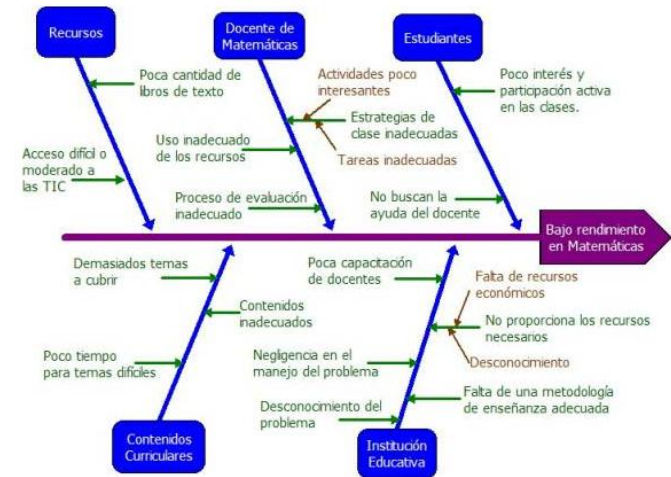 Recursos
Docente de
Matemáticas
Estudiantes
Poca cantidad de
libros de texto
Actividades poco
interesantes
Poco interés y
participación activa
en las clases.
Estrategias de
clase inadecuadas
Uso inadecuado
de los recursos
Tareas inadecuadas
Acceso difícil o
moderado a
las TIC
Proceso de evaluación
inadecuado
No buscan la
ayuda del docente
Bajo rendimiento
en Matemáticas
Demasiados temas
a cubrir
Poca capacitación
de docentes
Falta de recursos
económicos
Contenidos
inadecuados
No proporciona los recursos
necesarios
Poco tiempo
para temas difíciles
Negligencia en el
manejo del problema
Desconocimiento
Falta de una metodología
de enseñanza adecuada
Desconocimiento del
problema
Contenidos
Curriculares
Institución
Educativa